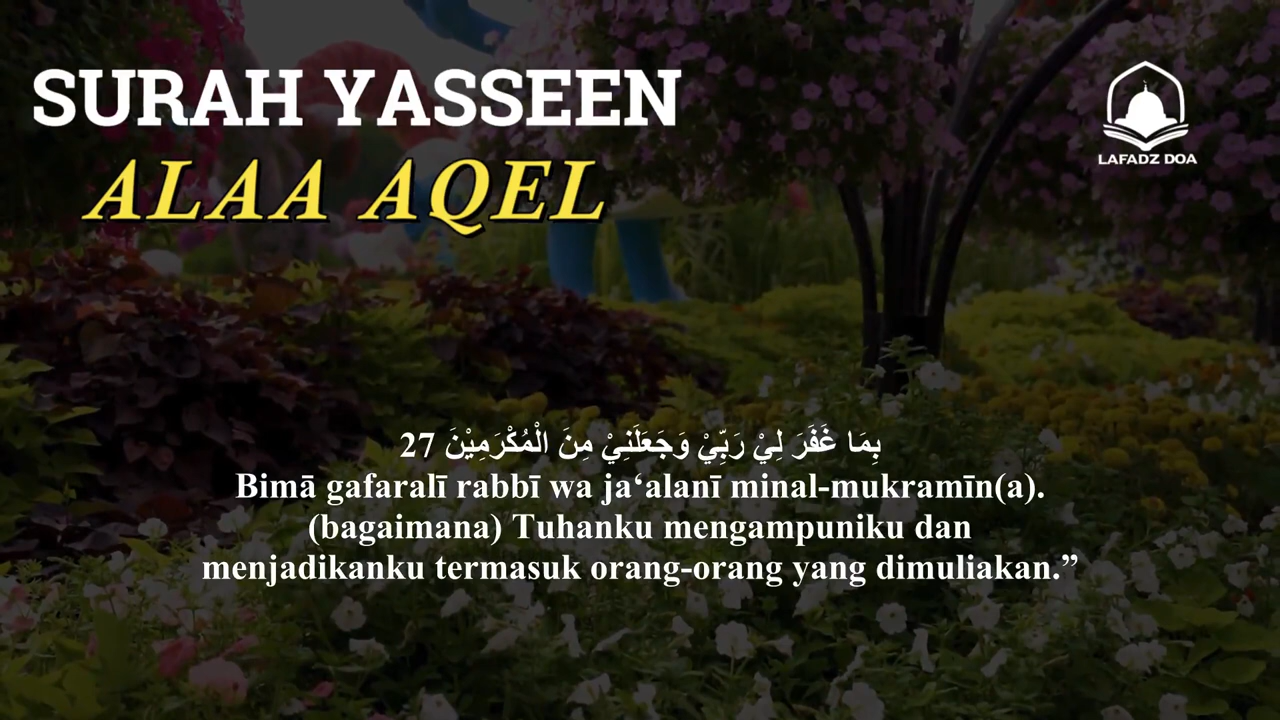 SURAH YASSEEN
ALAA AQEL
LAFADZ DOA
بِمَا غَفَرَ لِيْ رَبِّيْ وَجَعَلَنِيْ مِنَ الْمُكْرَمِيْنَ 27
Bimā gafaralī rabbī wa ja‘alanī minal-mukramīn(a).
(bagaimana) Tuhanku mengampuniku dan
menjadikanku termasuk orang-orang yang dimuliakan.”